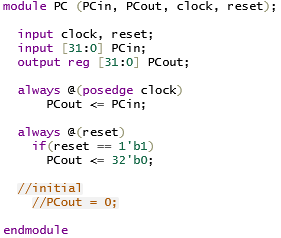 module PC (PCin, PCout, clock, reset);
input clock, reset;
input [31:0] PCin;
output reg [31:0] PCout;
always @(posedge clock)
PCout <= PCin;
always @(reset)
if(reset == 1'b1)
PCout <= 32'b0;
//initial
//PCout = 0;
endmodule